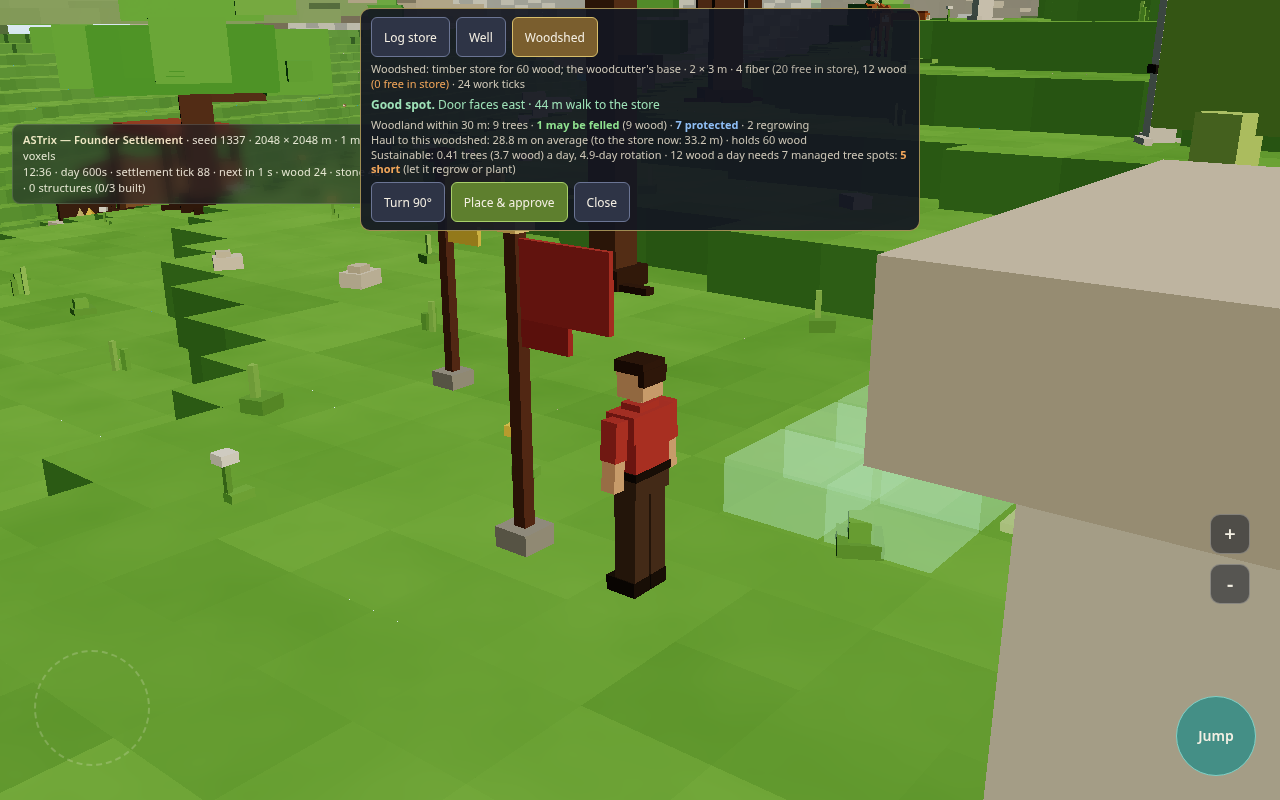 Log store
Well
Woodshed
Woodshed: timber store for 60 wood; the woodcutter's base · 2 × 3 m · 4 fiber (20 free in store), 12 wood
(0 free in store) · 24 work ticks
Good spot. Door faces east · 44 m walk to the store
Woodland within 30 m: 9 trees · 1 may be felled (9 wood) · 7 protected · 2 regrowing
Haul to this woodshed: 28.8 m on average (to the store now: 33.2 m) · holds 60 wood
Sustainable: 0.41 trees (3.7 wood) a day, 4.9-day rotation · 12 wood a day needs 7 managed tree spots: 5
short (let it regrow or plant)
Turn 90°
Place & approve
Close
ASTrix — Founder Settlement · seed 1337 · 2048 × 2048 m · 1 m
voxels
12:36 · day 600s · settlement tick 88 · next in 1 s · wood 24 ·
· 0 structures (0/3 built)
+
-
Jump